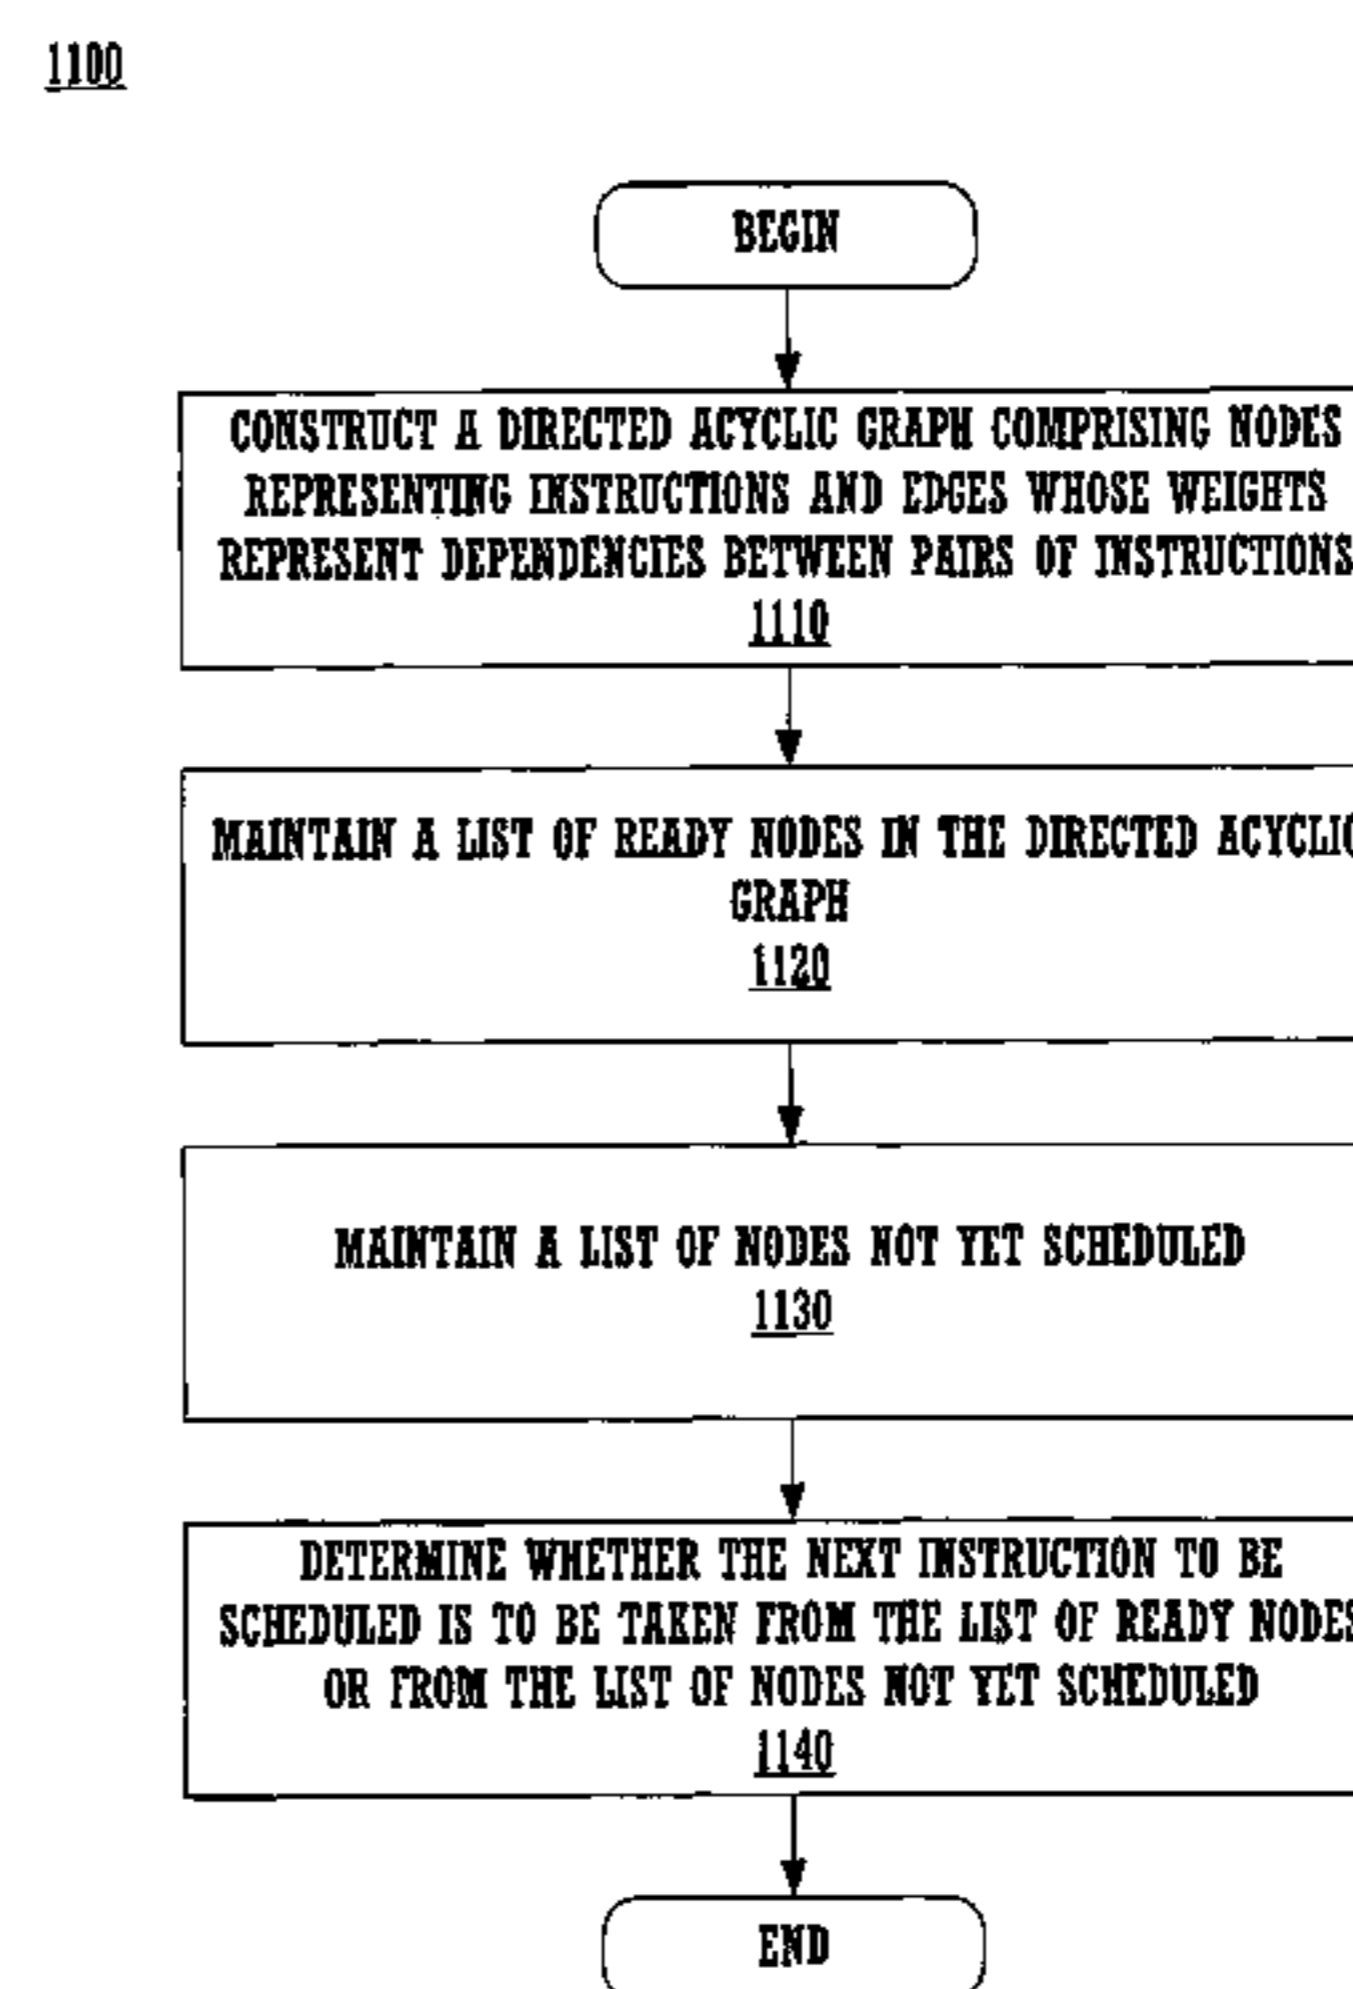 1100
BEGIN
CONSTRUCT A DIRECTED ACYCLIC GRAPH COMPRISING NODES
REPRESENTING INSTRUCTIONS AND EDGES WHOSE WEIGHTS
REPRESENT DEPENDENCIES BETWEEN PAIRS OF INSTRUCTIONS
1110
MAINTAIN A LIST OF READY NODES IN THE DIRECTED ACYCLIC
GRAPH
1120
MAINTAIN A LIST OF NODES NOT YET SCHEDULED
1130
DETERMINE WHETHER THE NEXT INSTRUCTION TO BE
SCHEDULED IS TO BE TAKEN FROM THE LIST OF READY NODES
OR FROM THE LIST OF NODES NOT YET SCHEDULED
1140
END